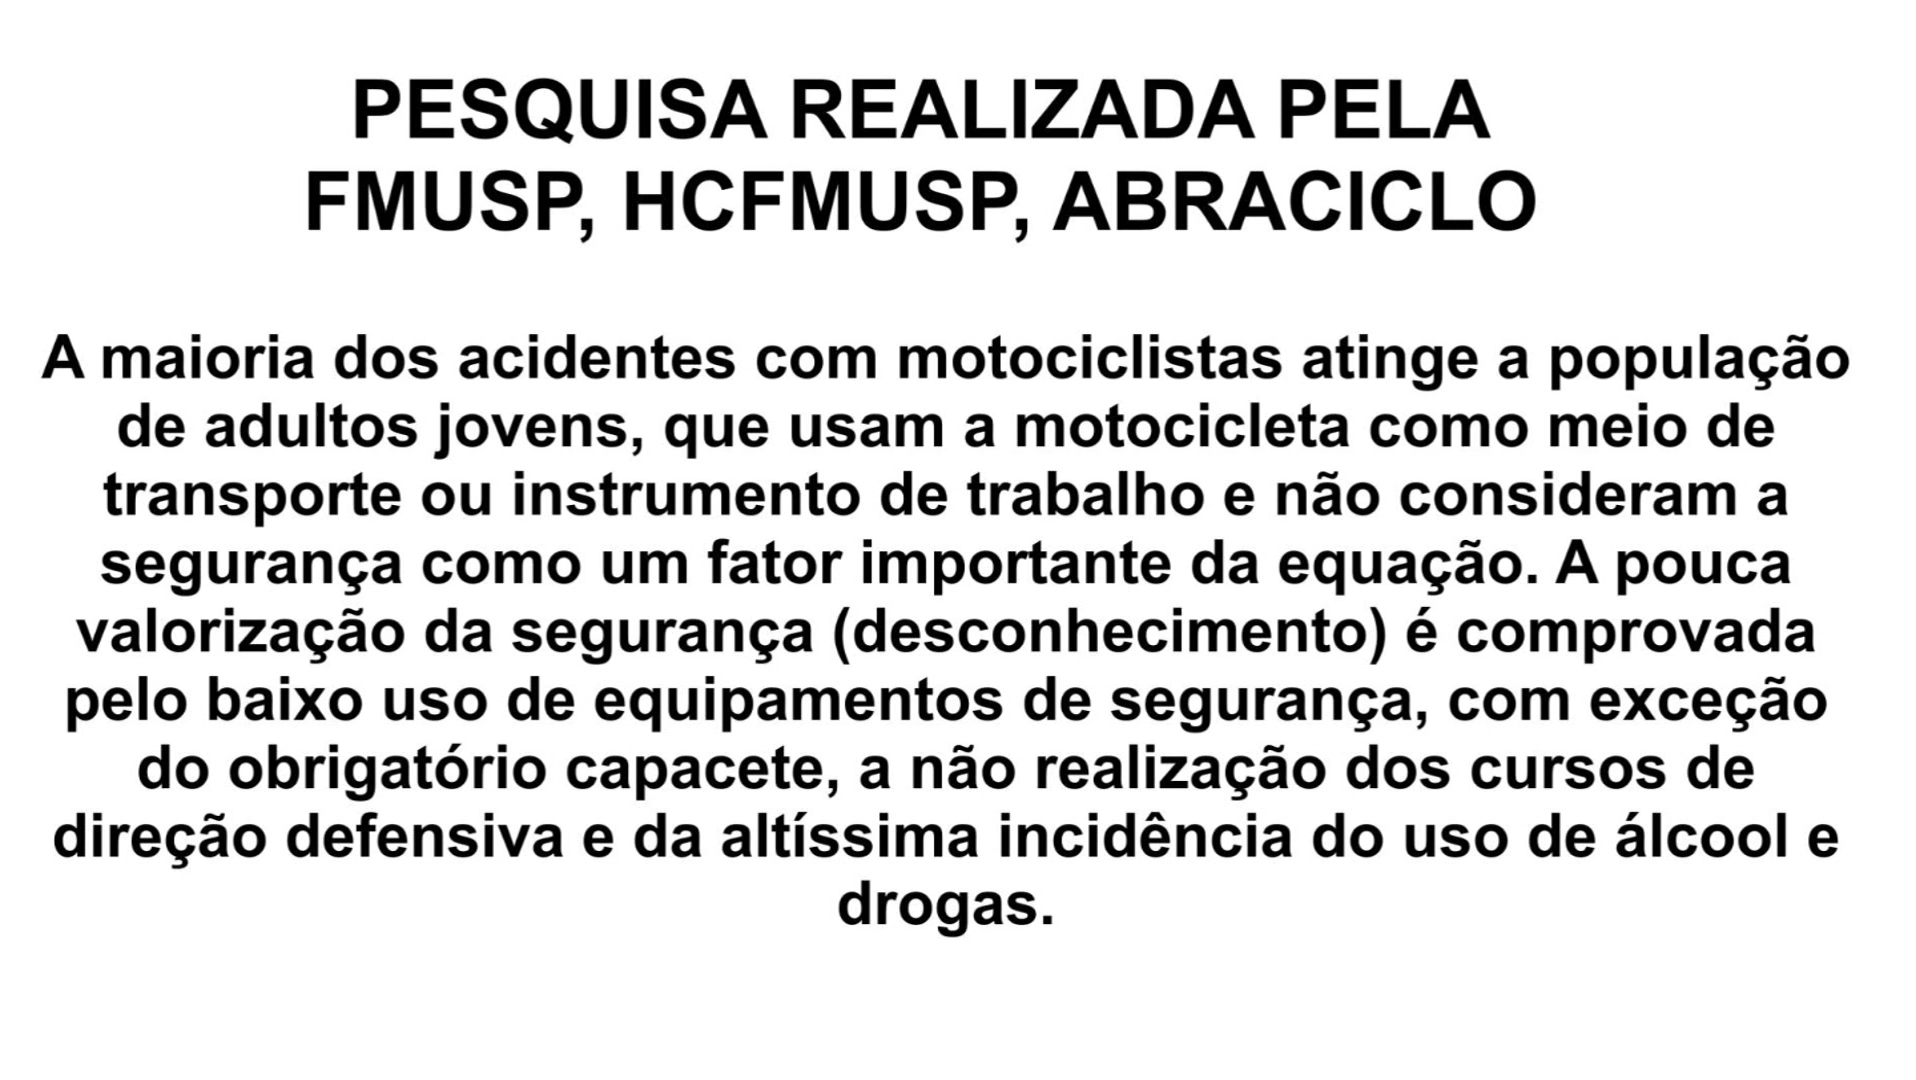 PESQUISA REALIZADA PELA
FMUSP, HCFMUSP, ABRACICLO
A maioria dos acidentes com motociclistas atinge a população
de adultos jovens, que usam a motocicleta como meio de
transporte ou instrumento de trabalho e não consideram a
segurança como um fator importante da equação. A pouca
valorização da segurança (desconhecimento) é comprovada
pelo baixo uso de equipamentos de segurança, com exceção
do obrigatório capacete, a não realização dos cursos de
direção defensiva e da altíssima incidência do uso de álcool e
drogas.